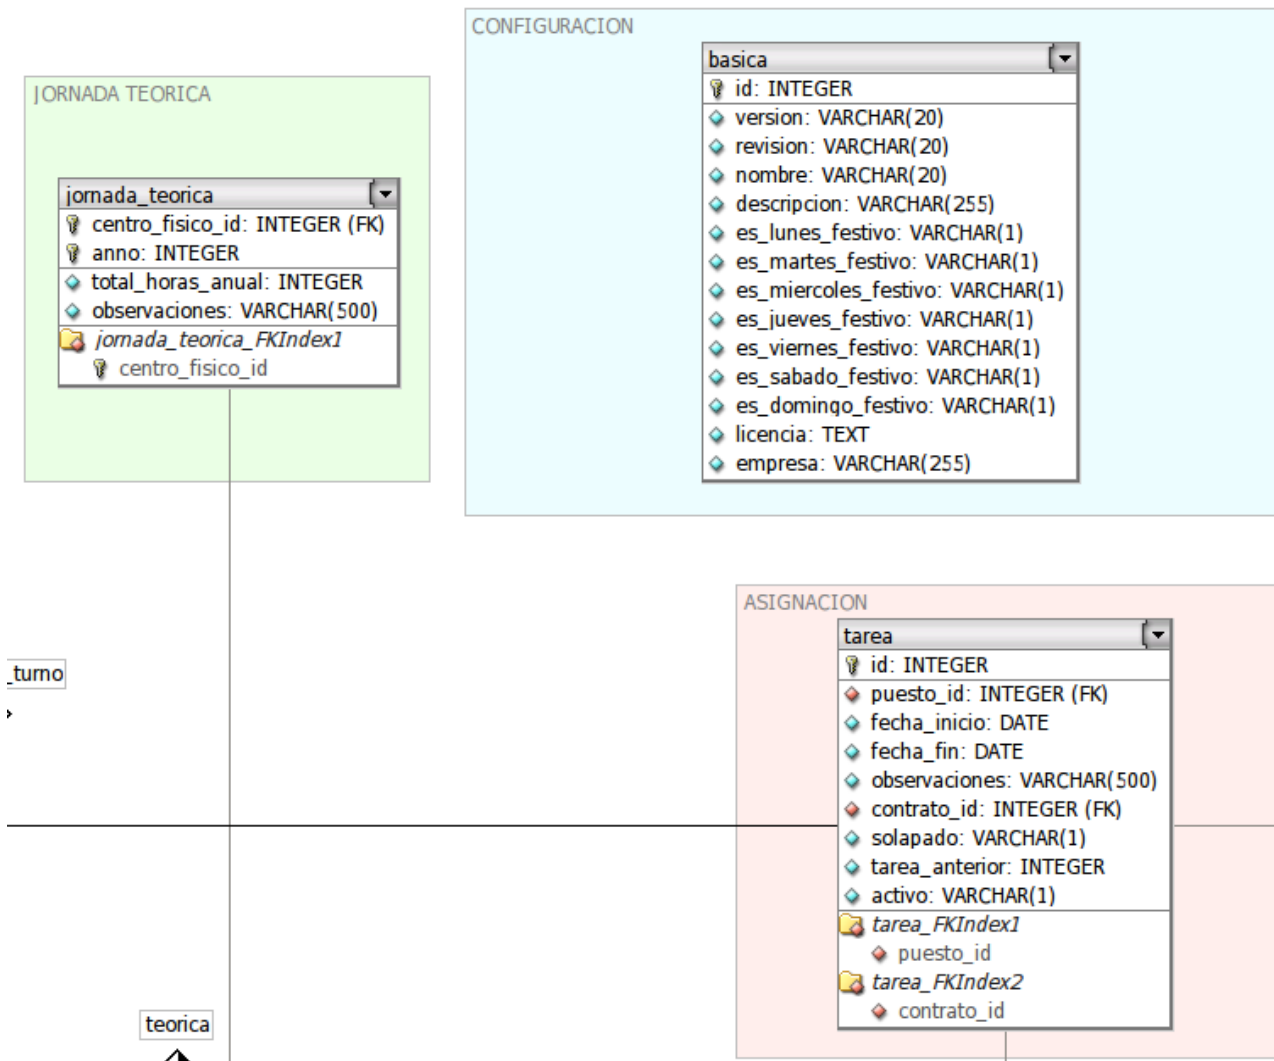 CONFIGURACION
basica
id: INTEGER
version: VARCHAR(20)
revision: VARCHAR(20)
nombre: VARCHAR(20)
descripcion: VARCHAR(255)
es_lunes_festivo: VARCHAR(1)
es_martes_festivo: VARCHAR(1)
es_miercoles_festivo: VARCHAR(1)
es_jueves_festivo: VARCHAR(1)
es_viernes_festivo: VARCHAR(1)
es_sabado_festivo: VARCHAR(1)
es_domingo_festivo: VARCHAR(1)
licencia: TEXT
empresa: VARCHAR(255)
JORNADA TEORICA
jornada_teorica
centro_fisico_id: INTEGER (FK)
anno: INTEGER
total_horas_anual: INTEGER
observaciones: VARCHAR(500)
jornada_teorica_FKIndex1
centro_fisico_id
ASIGNACION
tarea
id: INTEGER
puesto_id: INTEGER (FK)
fecha_inicio: DATE
fecha_fin: DATE
observaciones: VARCHAR(500)
contrato_id: INTEGER (FK)
solapado: VARCHAR(1)
tarea_anterior: INTEGER
activo: VARCHAR(1)
tarea_FKIndex1
puesto_id
tarea_FKIndex2
contrato_id
_turno
teorica